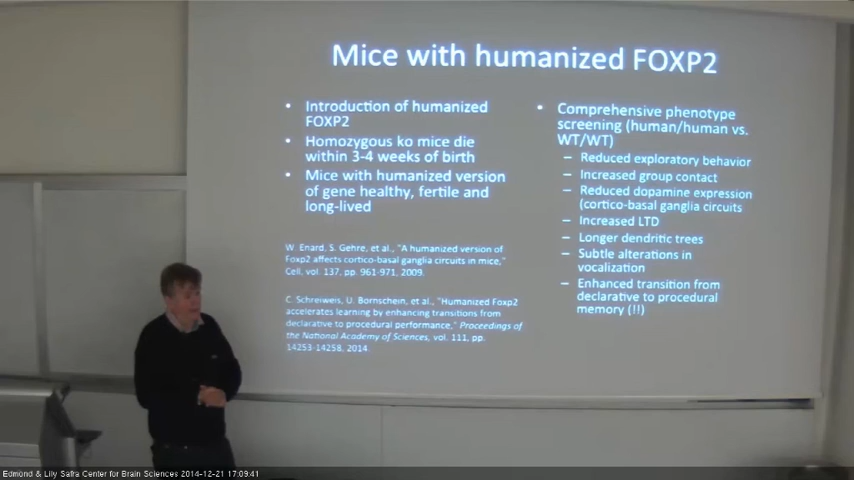 Mice with humanized FOXP2
• Introduction of humanized
FOXP2
• Homozygous ko mice die
within 3-4 weeks of birth
• Mice with humanized version
of gene healthy, fertile and
long-lived
W. Enard, S. Gehre, et al., "A humanized version of
Foxp2 affects cortico-basal ganglia circuits in mice,"
Cell, vol. 137, pp. 961-971, 2009.
C. Schreiweis, U. Bornschein, et al., "Humanized Foxp2
accelerates learning by enhancing transitions from
declarative to procedural performance," Proceedings of
the National Academy of Sciences, vol. 111, pp.
14253-14258, 2014.
• Comprehensive phenotype
screening (human/human vs.
WT/WT)
– Reduced exploratory behavior
– Increased group contact
– Reduced dopamine expression
(cortico-basal ganglia circuits
– Increased LTD
– Longer dendritic trees
– Subtle alterations in
vocalization
– Enhanced transition from
declarative to procedural
memory (!!)
Edmond & Lily Safra Center for Brain Sciences 2014-12-21 17:09:41